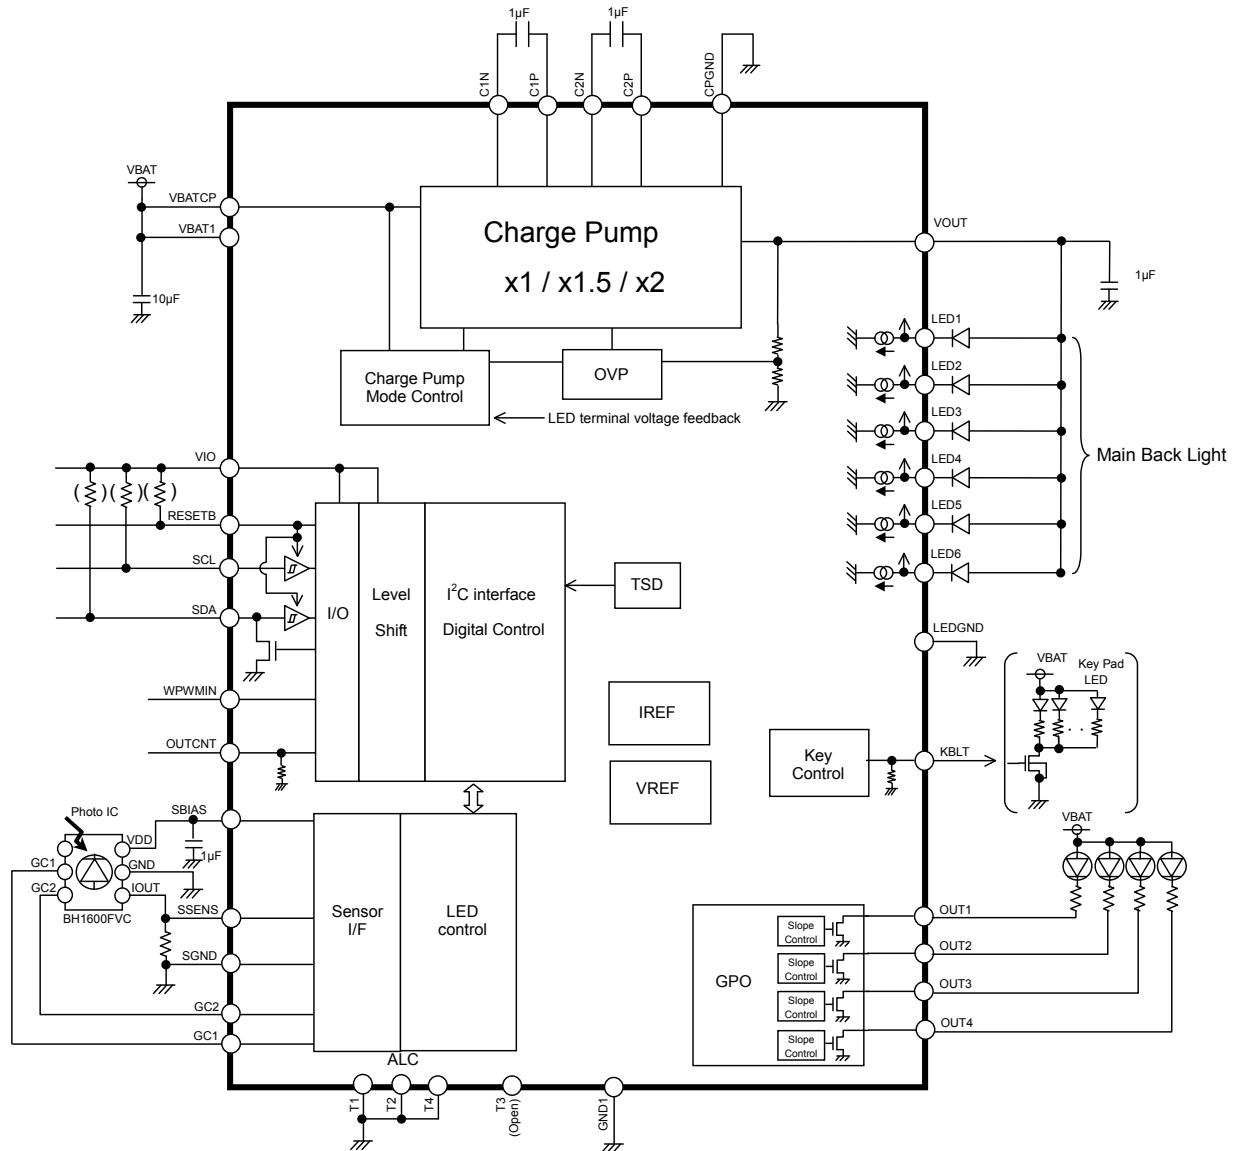 1μF
1μF
C1N
C1P
C2N
C2P
CPGND
VBAT
VBATCP
VBAT1
10μF
Charge Pump
x1 / x1.5 / x2
VOUT
1μF
Charge Pump
Mode Control
OVP
LED terminal voltage feedback
LED1
LED2
LED3
LED4
LED5
LED6
Main Back Light
VIO
( ) ( ) ( )
RESETB
SCL
SDA
I/O
Level
Shift
I²C interface
Digital Control
TSD
LEDGND
WPWMIN
OUTCNT
IREF
VREF
Key
Control
KBLT
VBAT
Key Pad
LED
. .
Photo IC
SBIAS
VDD
1μF
GC1
GND
GC2
IOUT
BH1600FVC
SSENS
SGND
GC2
GC1
Sensor
I/F
LED
control
ALC
VBAT
GPO
Slope
Control
Slope
Control
Slope
Control
Slope
Control
OUT1
OUT2
OUT3
OUT4
T1
T2
T4
T3
(Open)
GND1